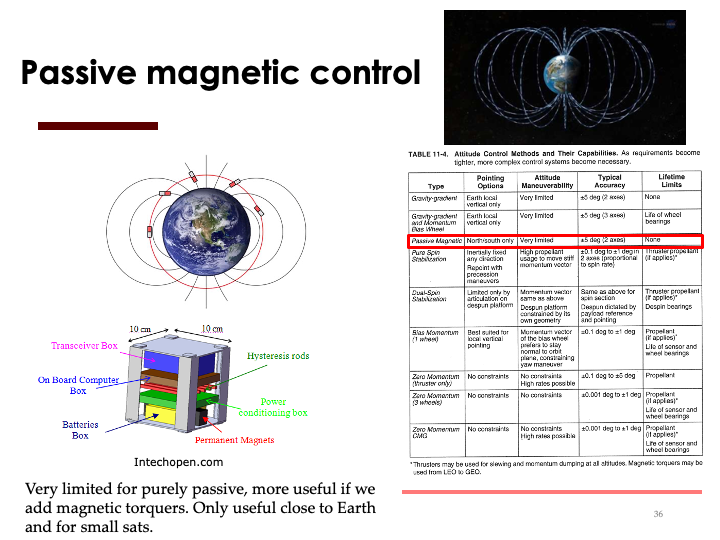 Passive magnetic control
10 cm
10 cm
Transceiver Box
Hysteresis rods
On Board Computer
Box
Power
conditioning box
Batteries
Box
Permanent Magnets
Intechopen.com
Very limited for purely passive, more useful if we
add magnetic torquers. Only useful close to Earth
and for small sats.
TABLE 11-4. Attitude Control Methods and Their Capabilities. As requirements become
tighter, more complex control systems become necessary.
Type
Pointing
Options
Attitude
Maneuverability
Typical
Accuracy
Lifetime
Limits
Gravity-gradient
Earth local
vertical only
Very limited
±5 deg (2 axes)
None
Gravity-gradient
and Momentum
Bias Wheel
Earth local
vertical only
Very limited
±5 deg (3 axes)
Life of wheel
bearings
Passive Magnetic
North/south only
Very limited
±5 deg (2 axes)
None
Pure Spin
Stabilization
Inertially fixed
any direction
Repoint with
precession
maneuvers
High propellant
usage to move stiff
momentum vector
±0.1 deg to ±1 deg in
2 axes (proportional
to spin rate)
Thruster propellant
(if applies)*
Dual-Spin
Stabilization
Limited only by
articulation on
despun platform
Momentum vector
same as above
Despun platform
constrained by its
own geometry
Same as above for
spin section
Despun dictated by
payload reference
and pointing
Thruster propellant
(if applies)*
Despin bearings
Bias Momentum
(1 wheel)
Best suited for
local vertical
pointing
Momentum vector
of the bias wheel
prefers to stay
normal to orbit
plane, constraining
yaw maneuver
±0.1 deg to ±1 deg
Propellant
(if applies)*
Life of sensor and
wheel bearings
Zero Momentum
(thruster only)
No constraints
No constraints
High rates possible
±0.1 deg to ±5 deg
Propellant
Zero Momentum
(3 wheels)
No constraints
No constraints
±0.001 deg to ±1 deg
Propellant
(if applies)*
Life of sensor and
wheel bearings
Zero Momentum
CMG
No constraints
No constraints
High rates possible
±0.001 deg to ±1 deg
Propellant
(if applies)*
Life of sensor and
wheel bearings
*Thrusters may be used for slewing and momentum dumping at all altitudes. Magnetic torquers may be
used from LEO to GEO.
36